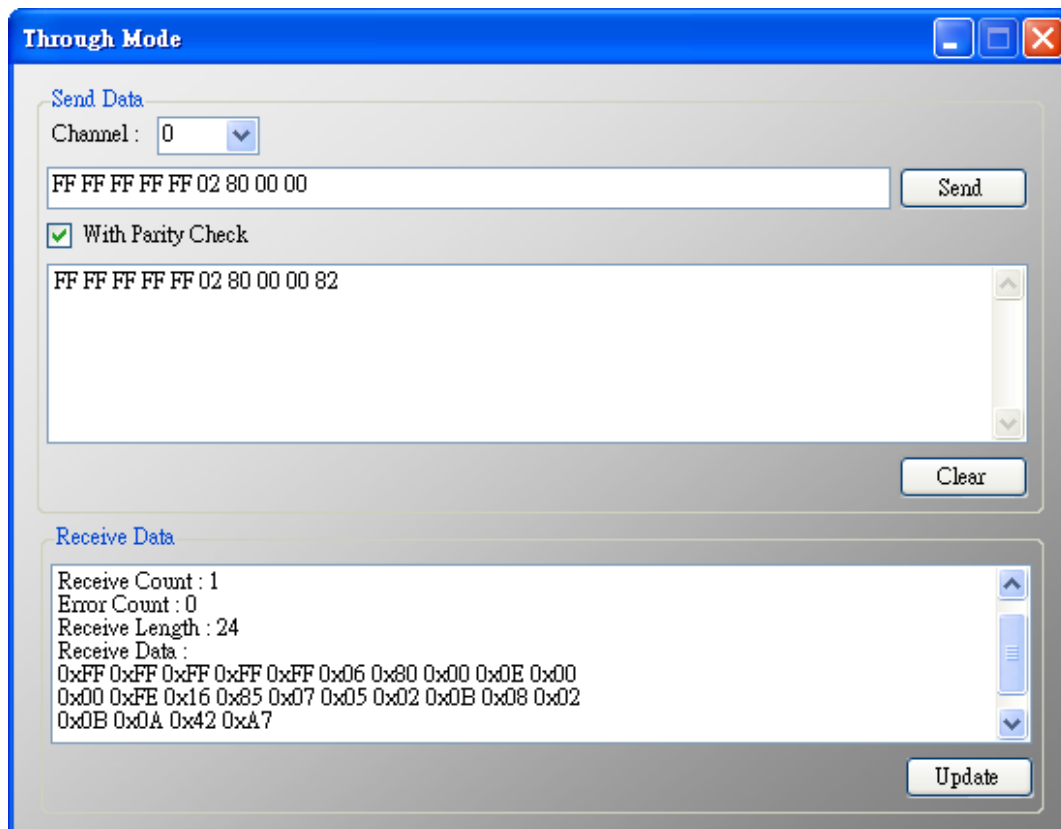 Through Mode
Send Data
Channel : 0
FF FF FF FF FF 02 80 00 00
Send
With Parity Check
FF FF FF FF FF 02 80 00 00 82
Clear
Receive Data
Receive Count : 1
Error Count : 0
Receive Length : 24
Receive Data :
0xFF 0xFF 0xFF 0xFF 0xFF 0x06 0x80 0x00 0x0E 0x00
0x00 0xFE 0x16 0x85 0x07 0x05 0x02 0x0B 0x08 0x02
0x0B 0x0A 0x42 0xA7
Update